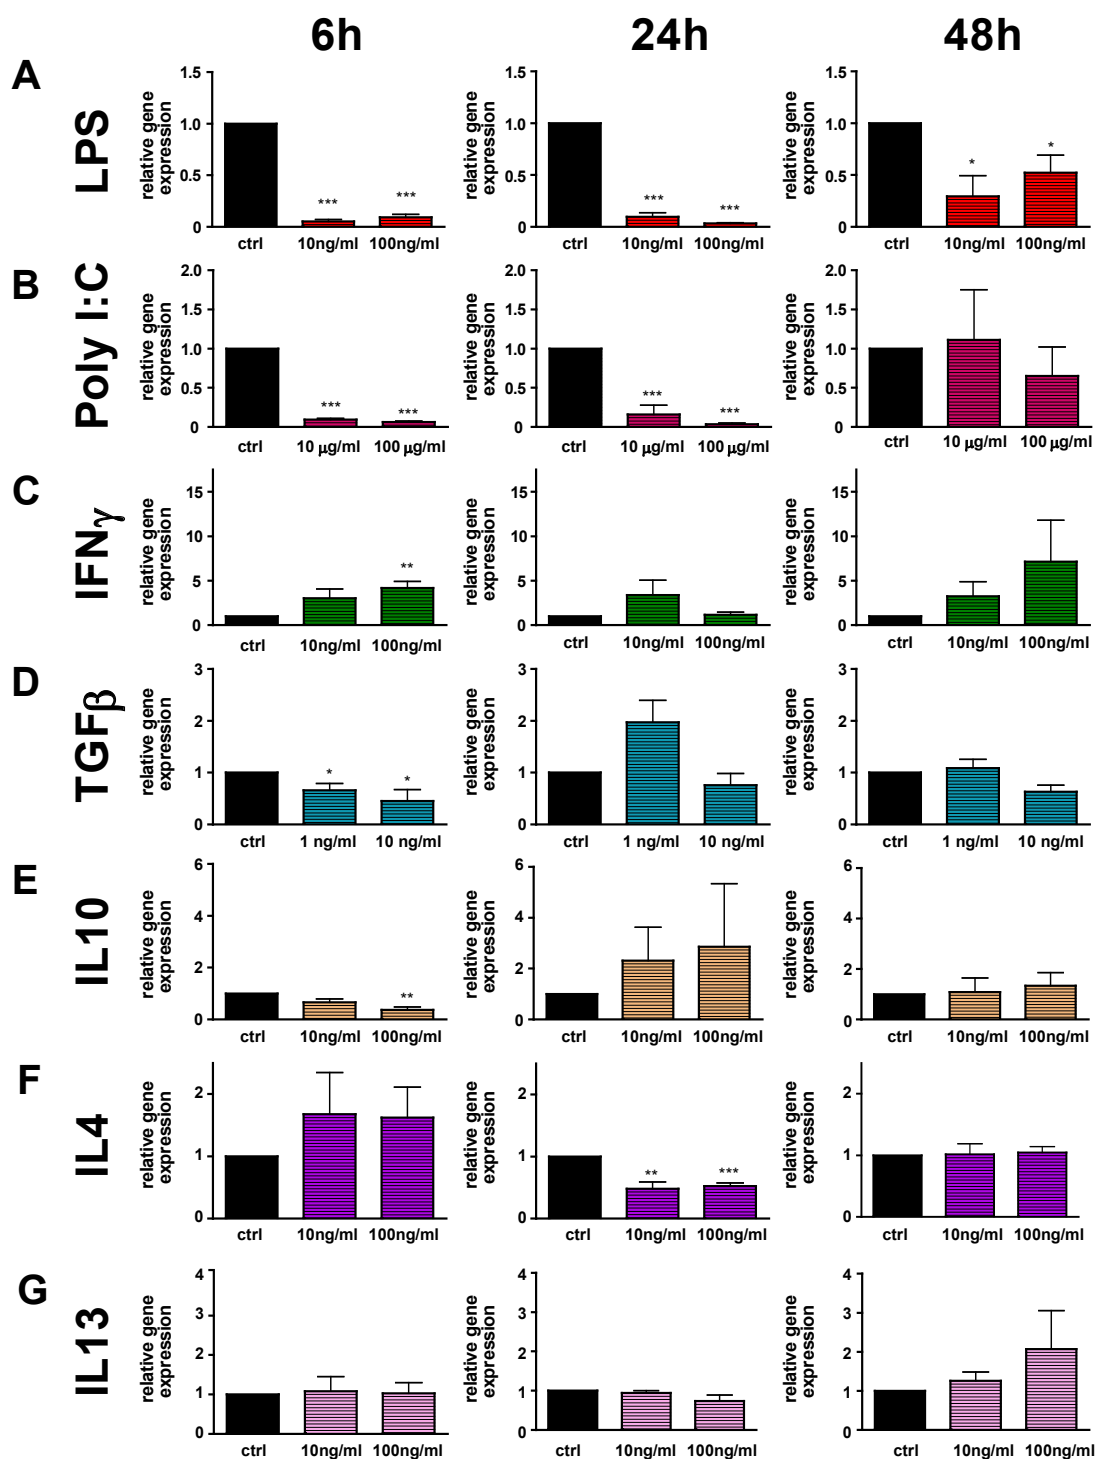 6h 24h 48h
A
LPS
relative gene expression
1.5
1.0
0.5
0
***
***
ctrl 10ng/ml 100ng/ml
relative gene expression
1.5
1.0
0.5
0
***
***
ctrl 10ng/ml 100ng/ml
relative gene expression
1.5
1.0
0.5
0
*
*
ctrl 10ng/ml 100ng/ml
B
Poly I:C
relative gene expression
2.0
1.5
1.0
0.5
0
***
***
ctrl 10 μg/ml 100 μg/ml
relative gene expression
2.0
1.5
1.0
0.5
0
***
***
ctrl 10 μg/ml 100 μg/ml
relative gene expression
2.0
1.5
1.0
0.5
0
ctrl 10 μg/ml 100 μg/ml
C
IFNγ
relative gene expression
15
10
5
0
**
ctrl 10ng/ml 100ng/ml
relative gene expression
15
10
5
0
ctrl 10ng/ml 100ng/ml
relative gene expression
15
10
5
0
ctrl 10ng/ml 100ng/ml
D
TGFβ
relative gene expression
3
2
1
0
*
*
ctrl 1 ng/ml 10 ng/ml
relative gene expression
3
2
1
0
ctrl 1 ng/ml 10 ng/ml
relative gene expression
3
2
1
0
ctrl 1 ng/ml 10 ng/ml
E
IL10
relative gene expression
6
4
2
0
**
ctrl 10ng/ml 100ng/ml
relative gene expression
6
4
2
0
ctrl 10ng/ml 100ng/ml
relative gene expression
6
4
2
0
ctrl 10ng/ml 100ng/ml
F
IL4
relative gene expression
2
1
0
ctrl 10ng/ml 100ng/ml
relative gene expression
2
1
0
**
***
ctrl 10ng/ml 100ng/ml
relative gene expression
2
1
0
ctrl 10ng/ml 100ng/ml
G
IL13
relative gene expression
4
3
2
1
0
ctrl 10ng/ml 100ng/ml
relative gene expression
4
3
2
1
0
ctrl 10ng/ml 100ng/ml
relative gene expression
4
3
2
1
0
ctrl 10ng/ml 100ng/ml